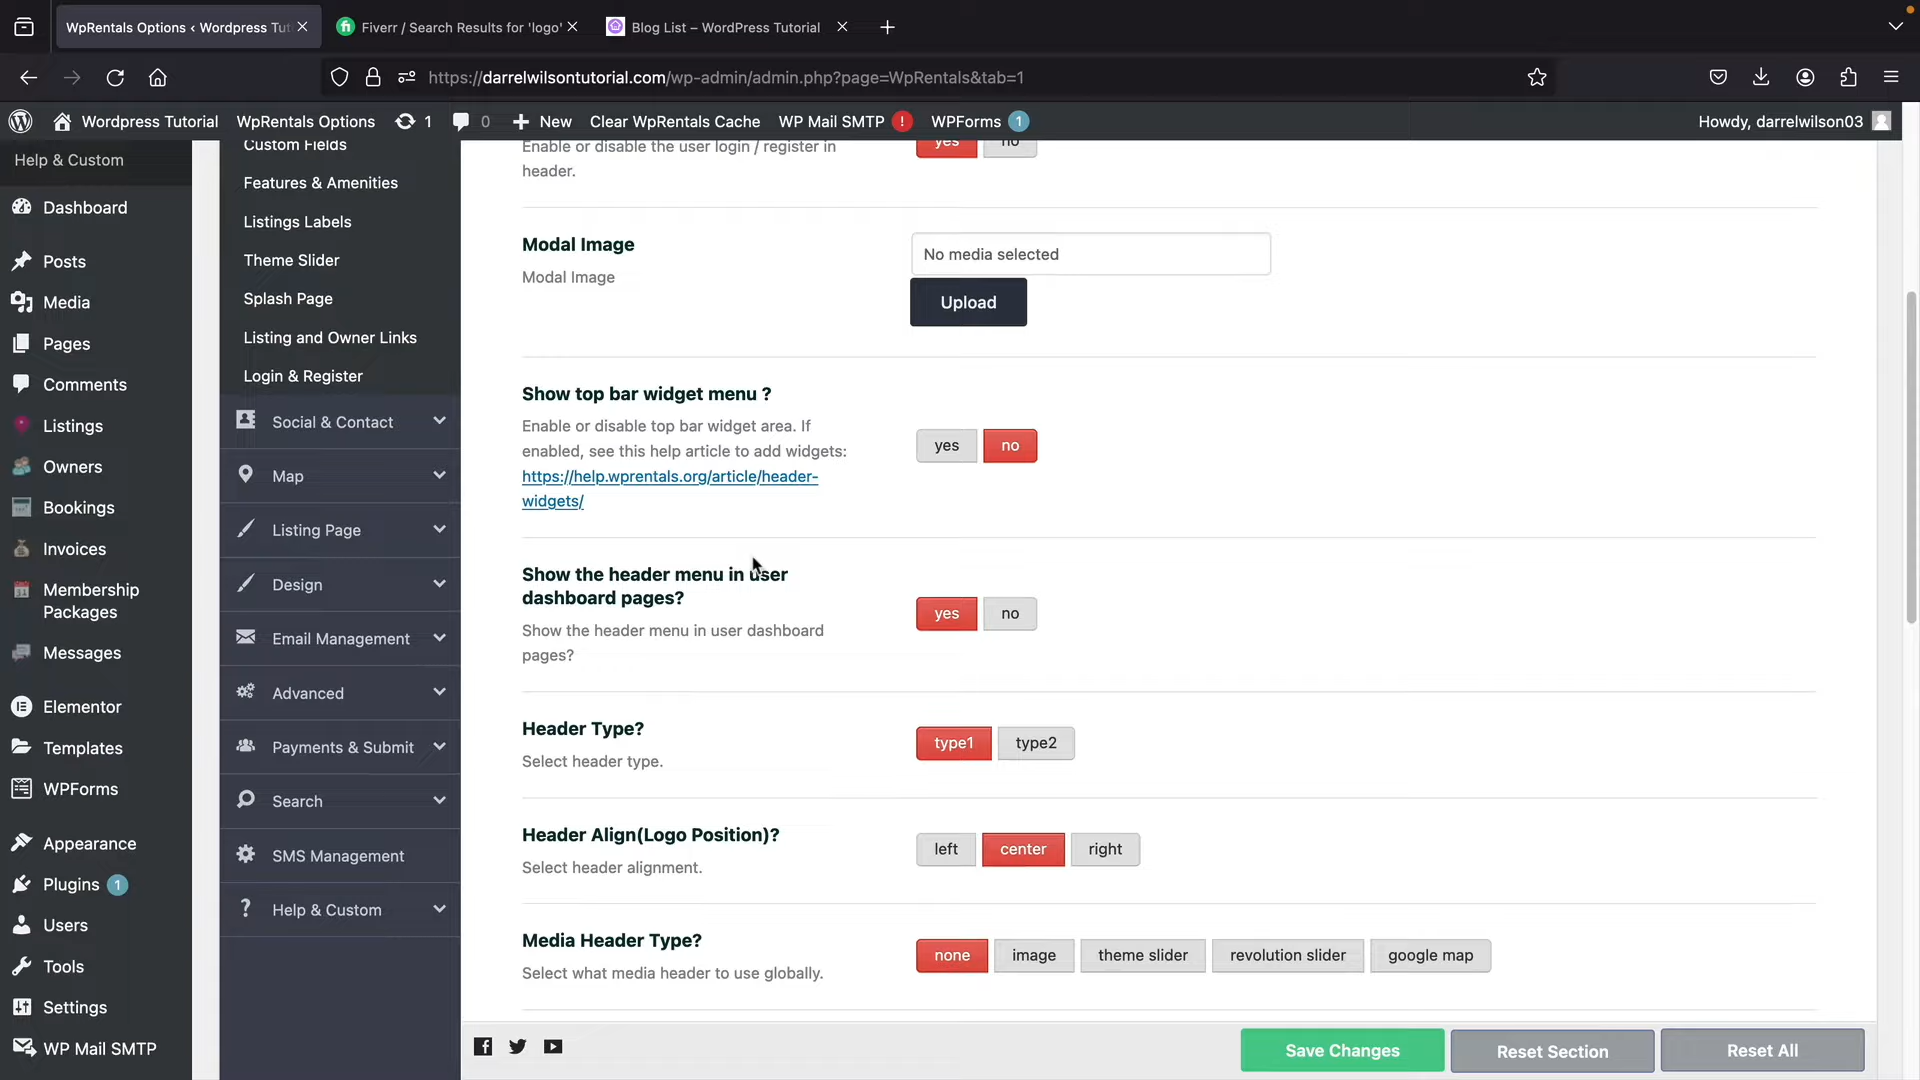 WpRentals Options ‹ Wordpress Tut
Fiverr / Search Results for 'logo'
Blog List – WordPress Tutorial
https://darrelwilsontutorial.com/wp-admin/admin.php?page=WpRentals&tab=1
Wordpress Tutorial
WpRentals Options
1
0
New
Clear WpRentals Cache
WP Mail SMTP
!
WPForms
1
Howdy, darrelwilson03
Help & Custom
Dashboard
Posts
Media
Pages
Comments
Listings
Owners
Bookings
Invoices
Membership
Packages
Messages
Elementor
Templates
WPForms
Appearance
Plugins 1
Users
Tools
Settings
WP Mail SMTP
Custom Fields
Features & Amenities
Listings Labels
Theme Slider
Splash Page
Listing and Owner Links
Login & Register
Social & Contact
Map
Listing Page
Design
Email Management
Advanced
Payments & Submit
Search
SMS Management
? Help & Custom
Enable or disable the user login / register in
header.
yes no
Modal Image
Modal Image
No media selected
Upload
Show top bar widget menu ?
Enable or disable top bar widget area. If
enabled, see this help article to add widgets:
https://help.wprentals.org/article/header-
widgets/
yes no
Show the header menu in user
dashboard pages?
Show the header menu in user dashboard
pages?
yes no
Header Type?
Select header type.
type1 type2
Header Align(Logo Position)?
Select header alignment.
left center right
Media Header Type?
Select what media header to use globally.
none image theme slider revolution slider google map
Save Changes Reset Section Reset All